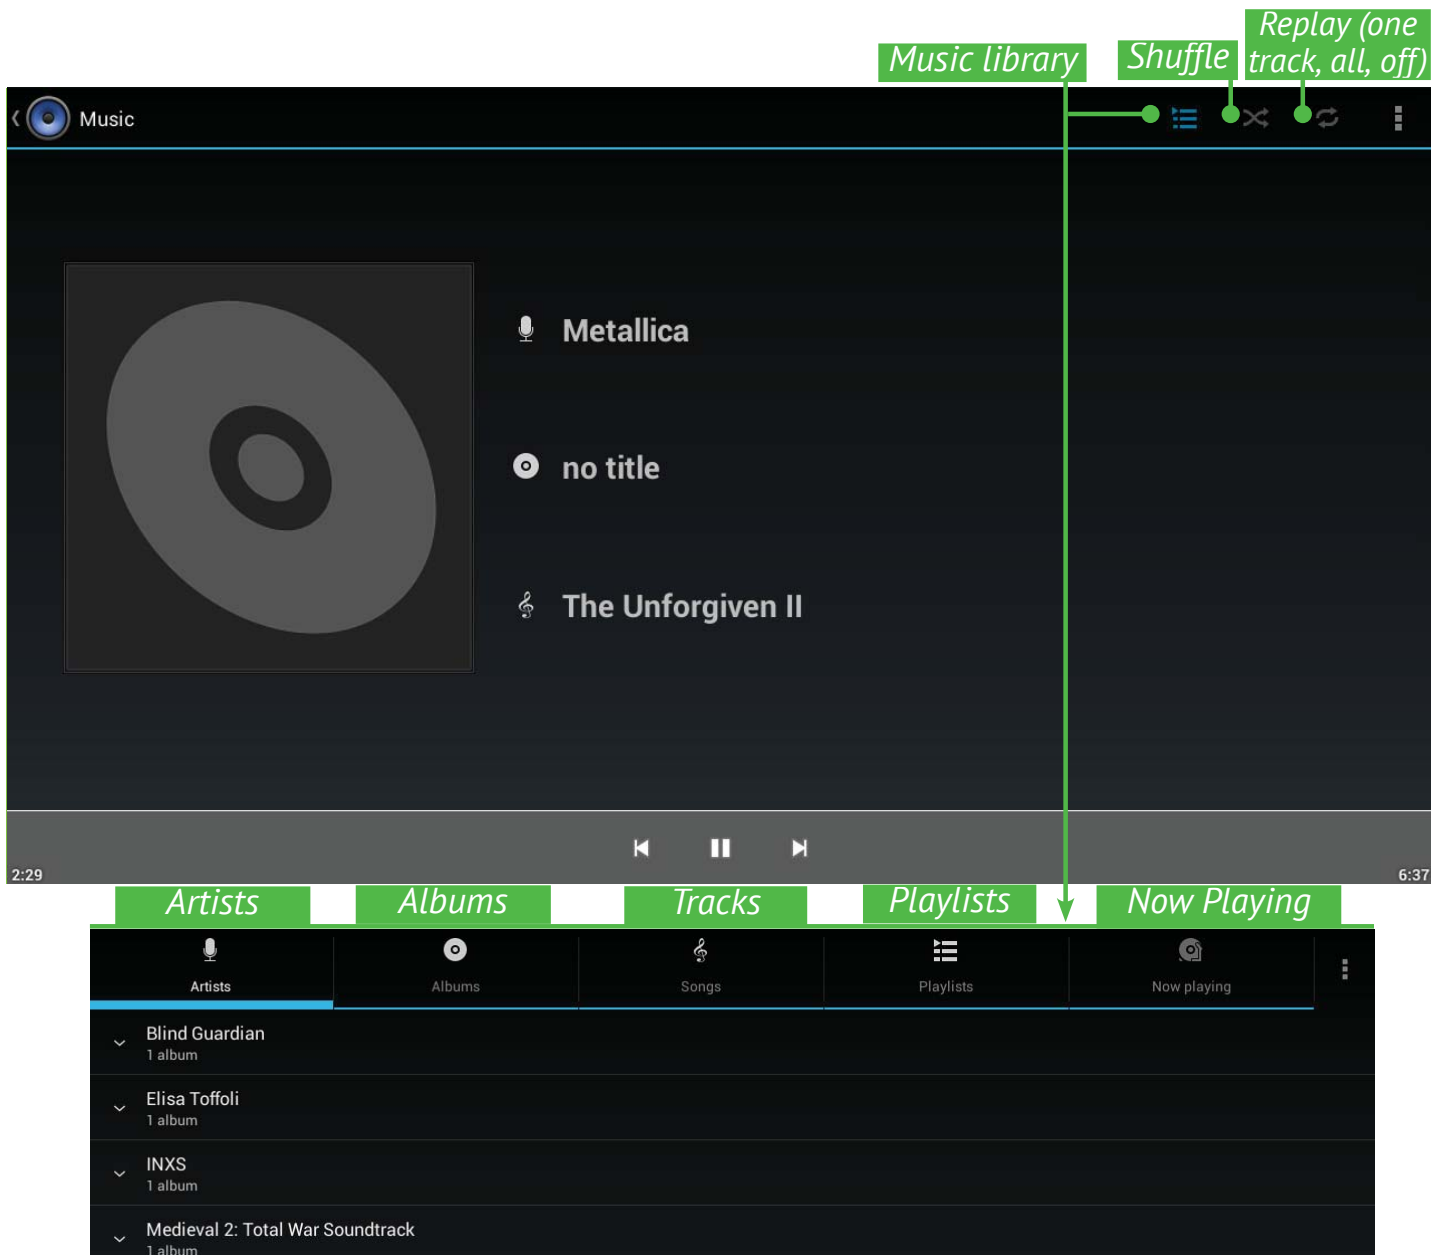 Replay (one
track, all, off)
Music library
Shuffle
Music
Metallica
no title
The Unforgiven II
2:29
6:37
Artists
Albums
Tracks
Playlists
Now Playing
Artists
Albums
Songs
Playlists
Now playing
Blind Guardian
1 album
Elisa Toffoli
1 album
INXS
1 album
Medieval 2: Total War Soundtrack
1 album